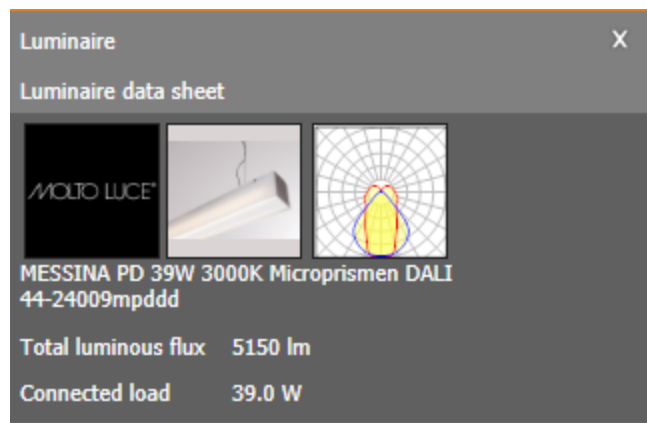 Luminaire X
Luminaire data sheet
MOLTO LUCE®
MESSINA PD 39W 3000K Microprismen DALI
44-24009mpddd
Total luminous flux 5150 lm
Connected load 39.0 W